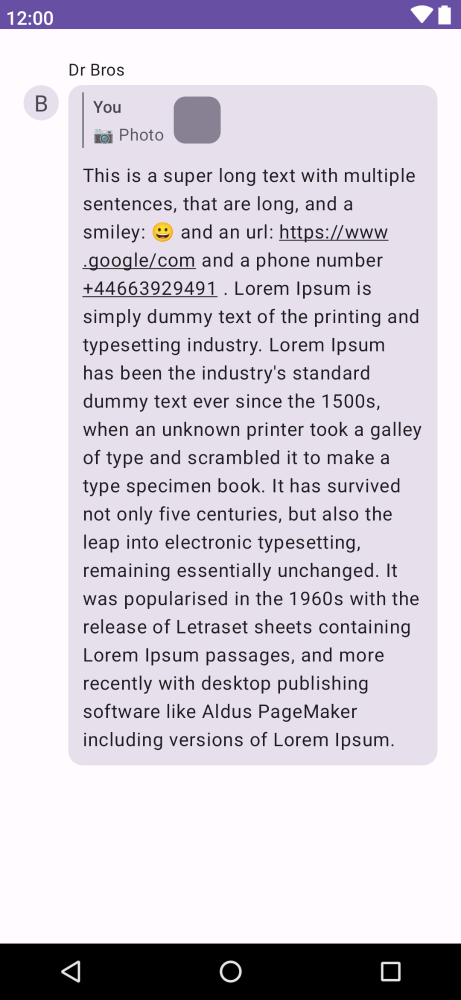 12:00
Dr Bros
B
You
📷 Photo
This is a super long text with multiple
sentences, that are long, and a
smiley: 😀 and an url: https://www
.google/com and a phone number
+44663929491 . Lorem Ipsum is
simply dummy text of the printing and
typesetting industry. Lorem Ipsum
has been the industry's standard
dummy text ever since the 1500s,
when an unknown printer took a galley
of type and scrambled it to make a
type specimen book. It has survived
not only five centuries, but also the
leap into electronic typesetting,
remaining essentially unchanged. It
was popularised in the 1960s with the
release of Letraset sheets containing
Lorem Ipsum passages, and more
recently with desktop publishing
software like Aldus PageMaker
including versions of Lorem Ipsum.